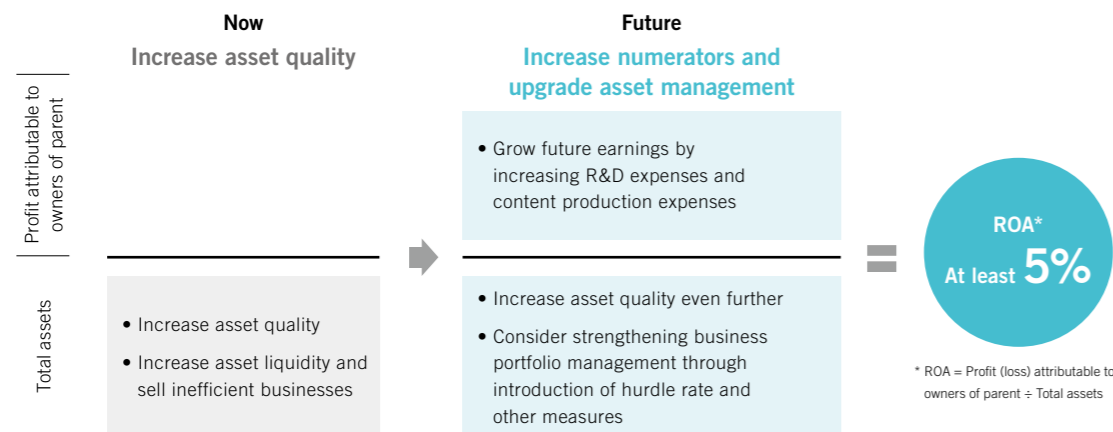 Now
Increase asset quality
Future
Increase numerators and
upgrade asset management
Profit attributable to
owners of parent
• Grow future earnings by
increasing R&D expenses and
content production expenses
Total assets
• Increase asset quality
• Increase asset liquidity and
sell inefficient businesses
• Increase asset quality even further
• Consider strengthening business
portfolio management through
introduction of hurdle rate and
other measures
=
ROA*
At least 5%
* ROA = Profit (loss) attributable to
owners of parent ÷ Total assets